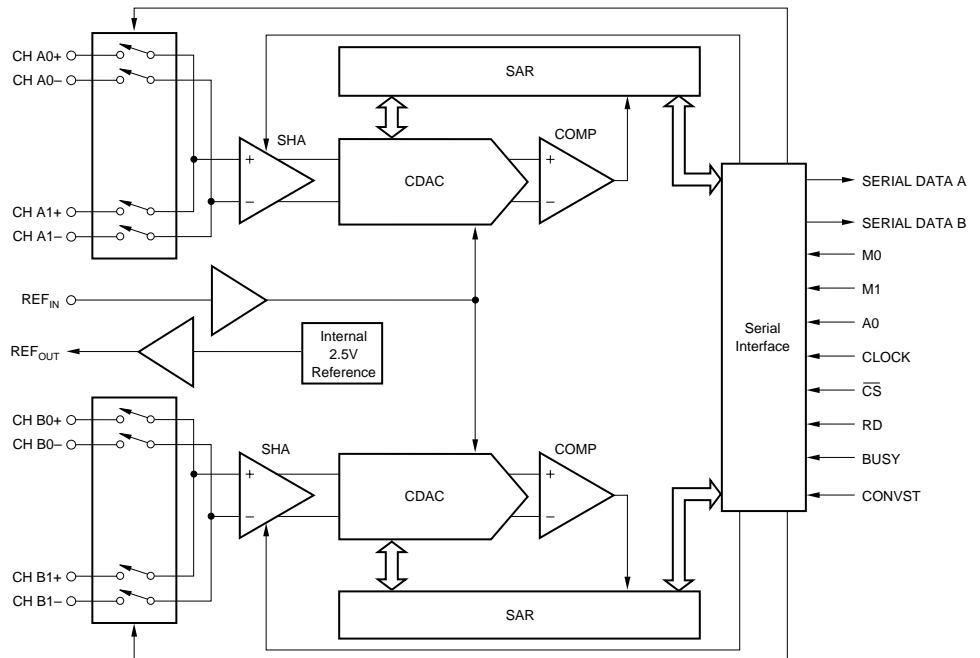 CH A0+
CH A0–
SAR
SHA
COMP
+
–
CDAC
+
–
CH A1+
CH A1–
SERIAL DATA A
SERIAL DATA B
M0
M1
A0
CLOCK
CS
RD
BUSY
CONVST
Serial
Interface
REFIN
REFOUT
Internal
2.5V
Reference
CH B0+
CH B0–
SHA
COMP
+
–
CDAC
+
–
CH B1+
CH B1–
SAR